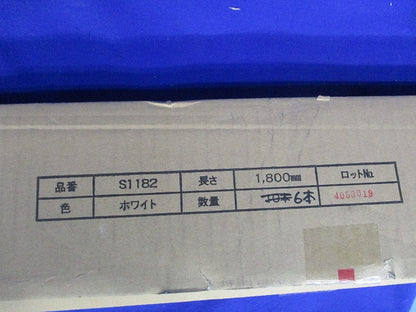 品番 S1182 長さ 1,800mm ロットNo.
色 ホワイト 数量 10本 6本 4053019